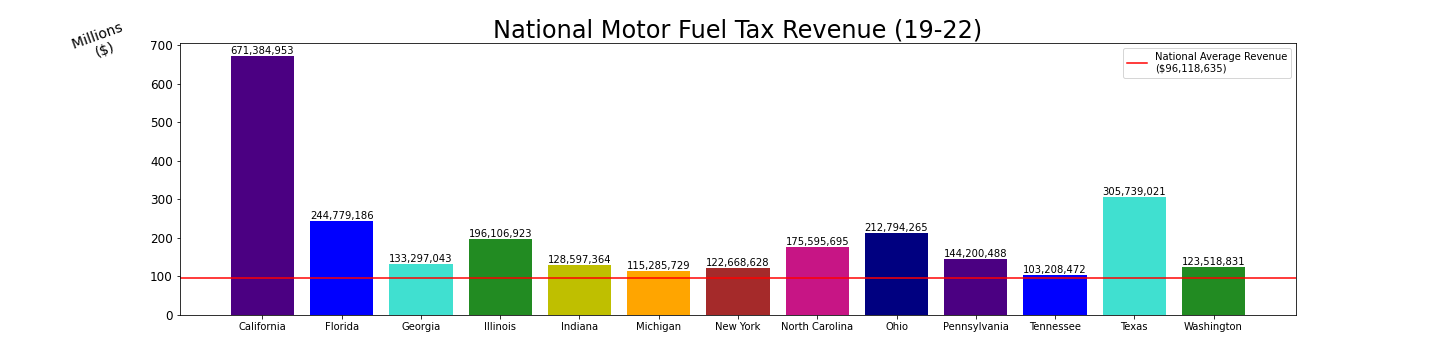 National Motor Fuel Tax Revenue (19-22)
Millions
($)
National Average Revenue
($96,118,635)
700
600
500
400
300
200
100
0
671,384,953
244,779,186
133,297,043
196,106,923
128,597,364
115,285,729
122,668,628
175,595,695
212,794,265
144,200,488
103,208,472
305,739,021
123,518,831
California
Florida
Georgia
Illinois
Indiana
Michigan
New York
North Carolina
Ohio
Pennsylvania
Tennessee
Texas
Washington